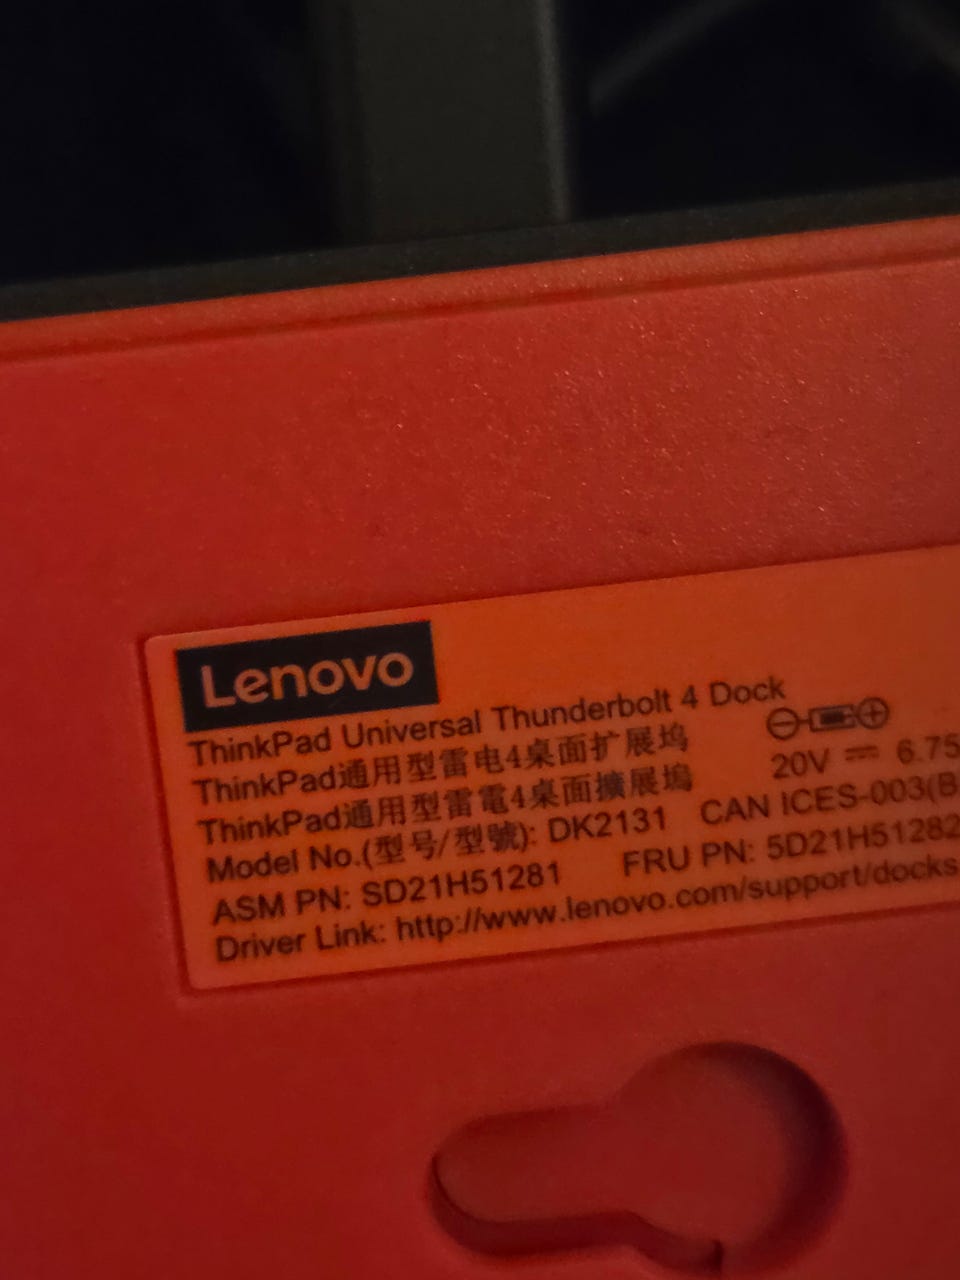 Lenovo
ThinkPad Universal Thunderbolt 4 Dock
ThinkPad通用型雷电4桌面扩展坞
ThinkPad通用型雷電4桌面擴展塢
20V ⎓ 6.75
Model No.(型号/型號): DK2131 CAN ICES-003(B
ASM PN: SD21H51281 FRU PN: 5D21H51282
Driver Link: http://www.lenovo.com/support/docks